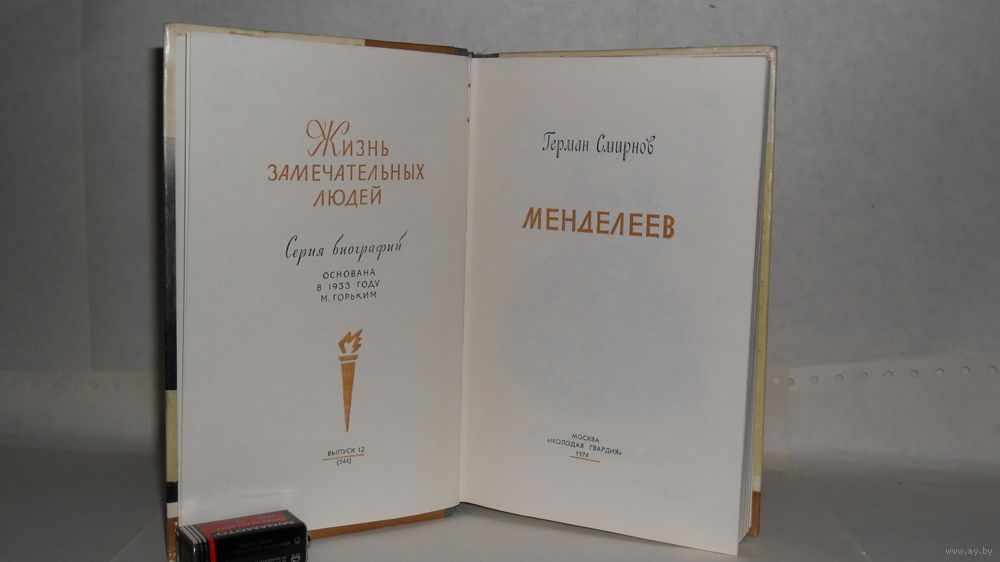 Жизнь
ЗАМЕЧАТЕЛЬНЫХ
ЛЮДЕЙ
Серия биографий
ОСНОВАНА
В 1933 ГОДУ
М. ГОРЬКИМ
ВЫПУСК 12
(544)
Герман Смирнов
МЕНДЕЛЕЕВ
МОСКВА
«МОЛОДАЯ ГВАРДИЯ»
1974
MINAMOTO
www.ay.by